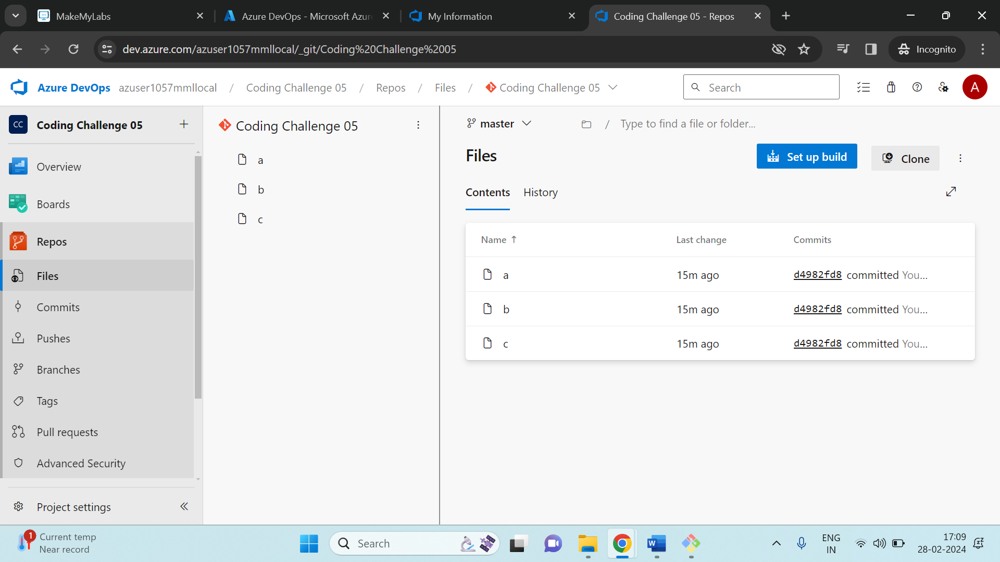 MakeMyLabs
Azure DevOps - Microsoft Azur
My Information
Coding Challenge 05 - Repos
dev.azure.com/azuser1057mmllocal/_git/Coding%20Challenge%2005
Incognito
Azure DevOps azuser1057mmllocal / Coding Challenge 05 / Repos / Files / Coding Challenge 05
Search
A
CC Coding Challenge 05
Overview
Boards
Repos
Files
Commits
Pushes
Branches
Tags
Pull requests
Advanced Security
Project settings
Coding Challenge 05
a
b
c
master
/ Type to find a file or folder...
Files
Set up build
Clone
Contents History
Name Last change Commits
a 15m ago d4982fd8 committed You...
b 15m ago d4982fd8 committed You...
c 15m ago d4982fd8 committed You...
1
Current temp
Near record
Search
W
ENG
IN
17:09
28-02-2024